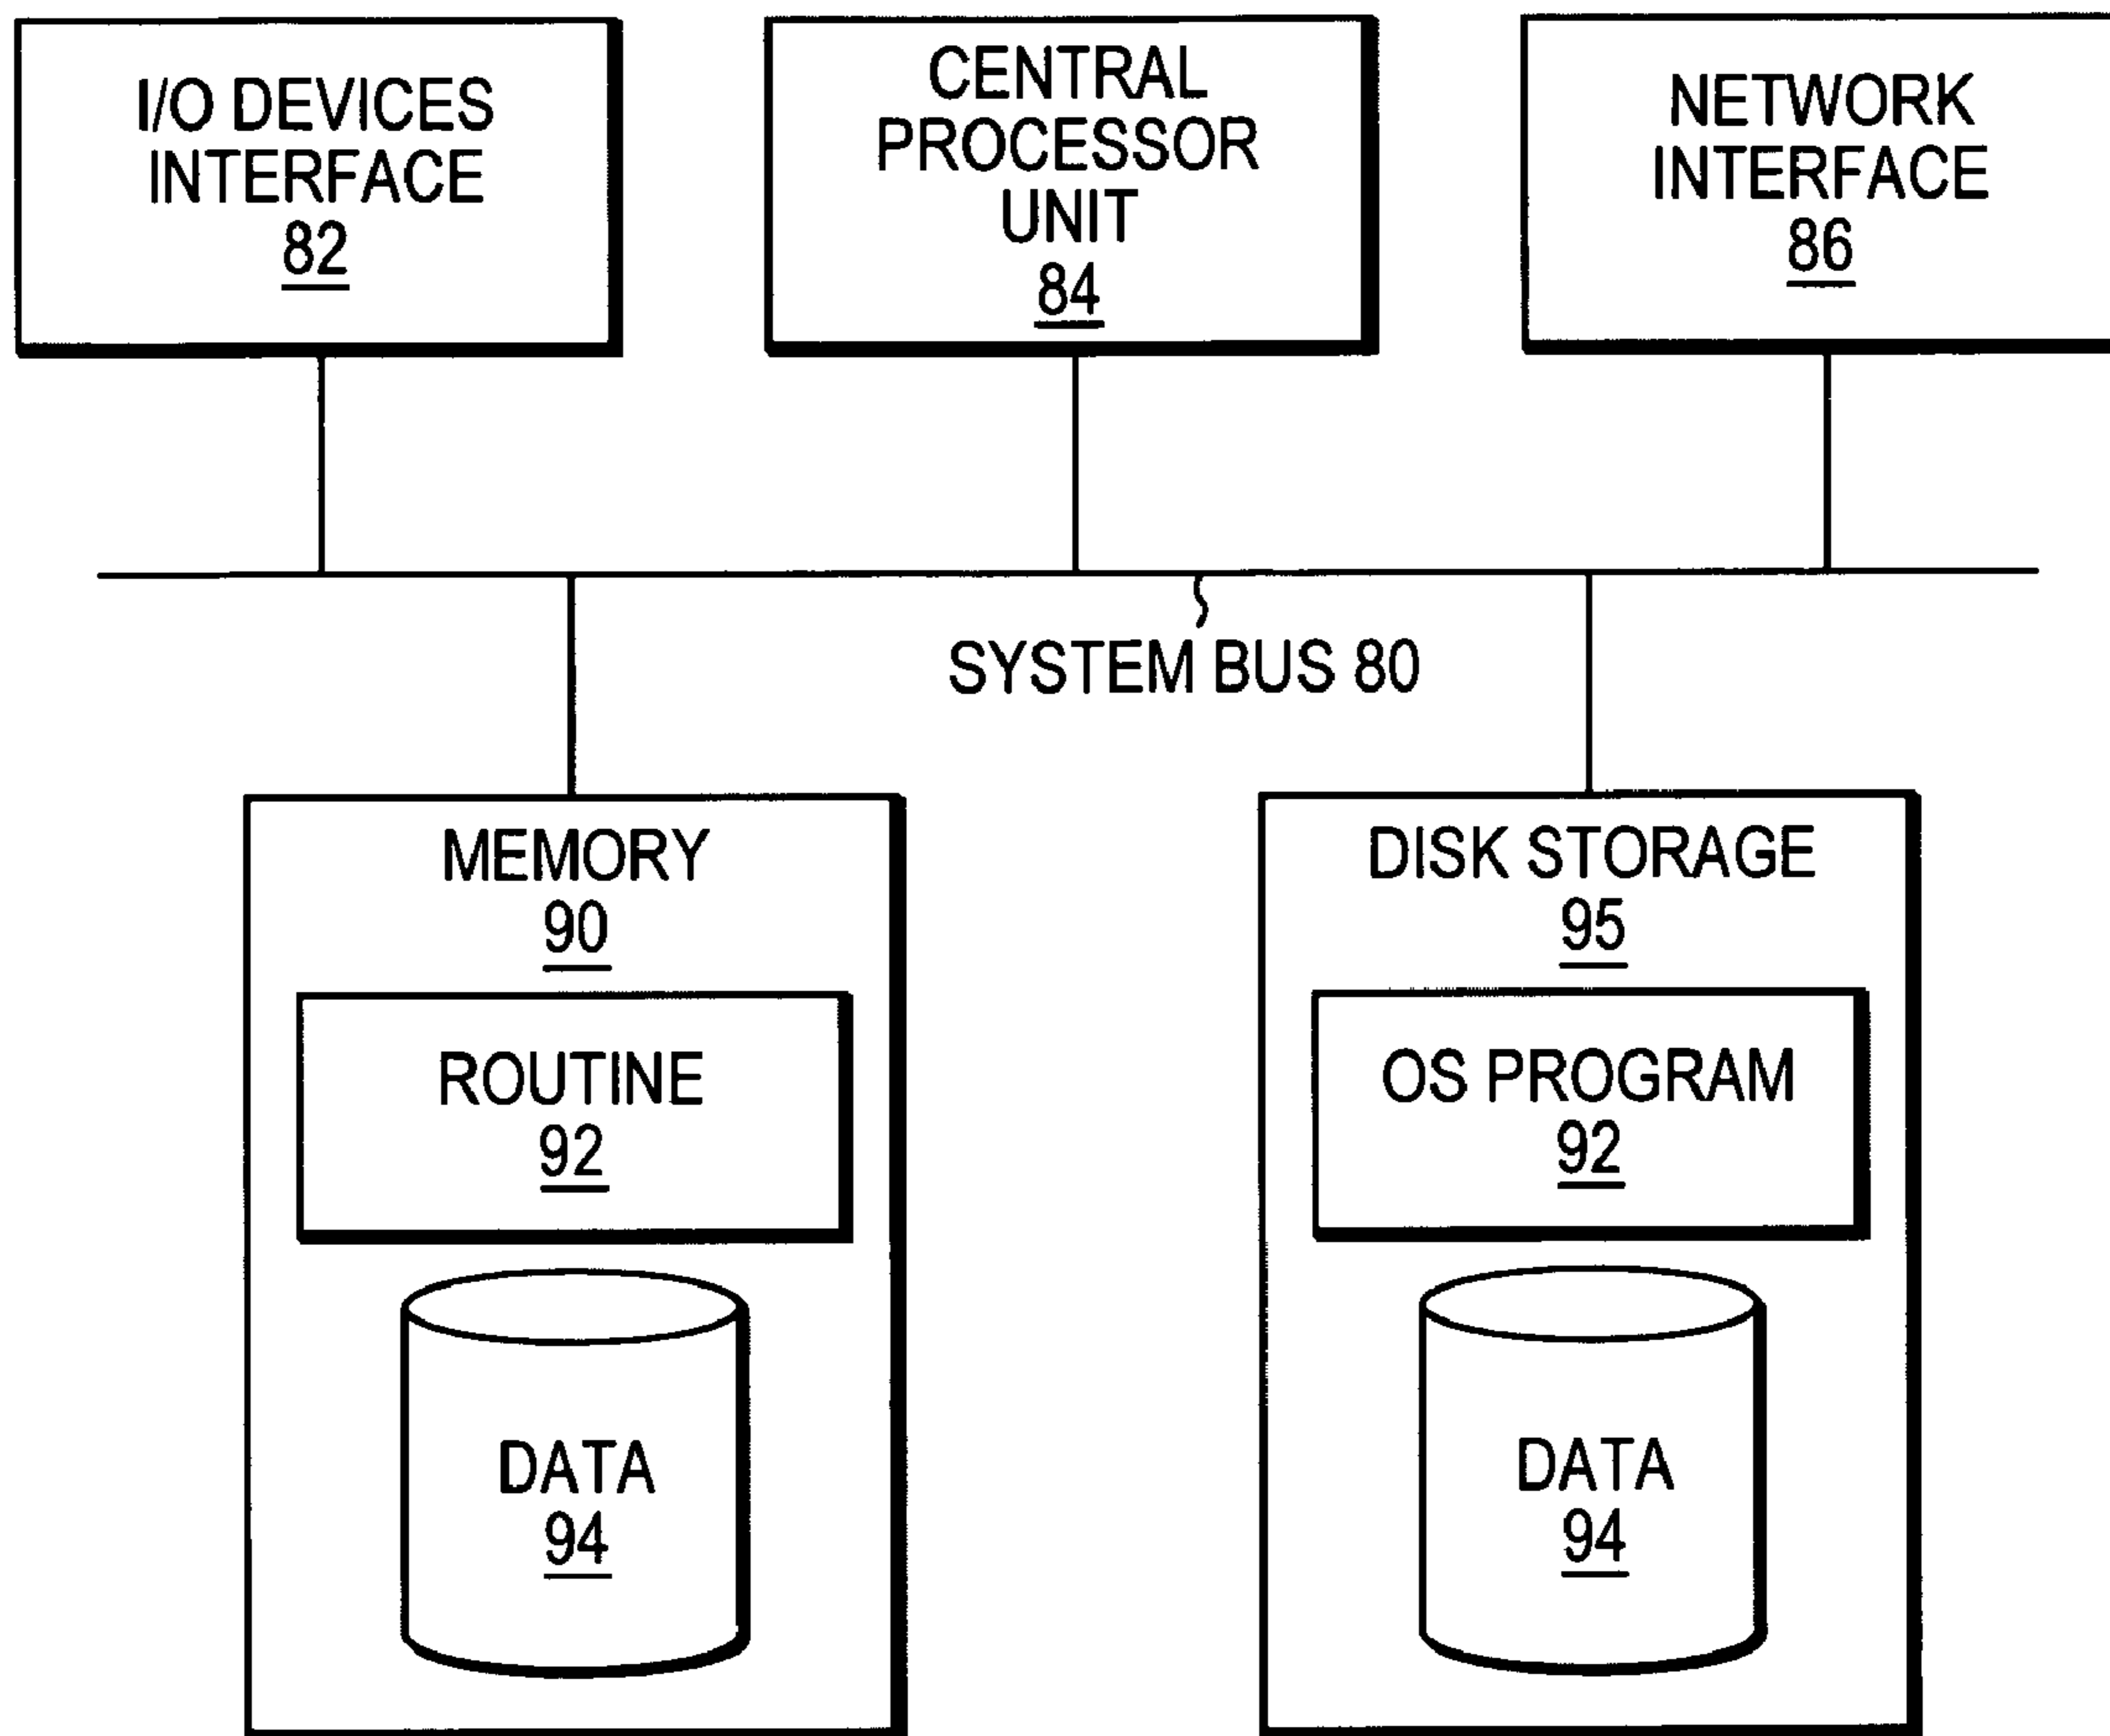 I/O DEVICES
INTERFACE
82
CENTRAL
PROCESSOR
UNIT
84
NETWORK
INTERFACE
86
SYSTEM BUS 80
MEMORY
90
ROUTINE
92
DATA
94
DISK STORAGE
95
OS PROGRAM
92
DATA
94